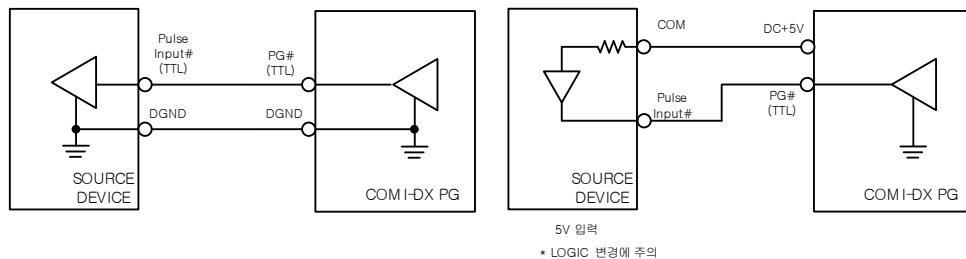 Pulse
Input#
(TTL)
PG#
(TTL)
DGND
DGND
SOURCE
DEVICE
COMI-DX PG
COM
DC+5V
Pulse
Input#
PG#
(TTL)
SOURCE
DEVICE
COMI-DX PG
5V 입력
* LOGIC 변경에 주의